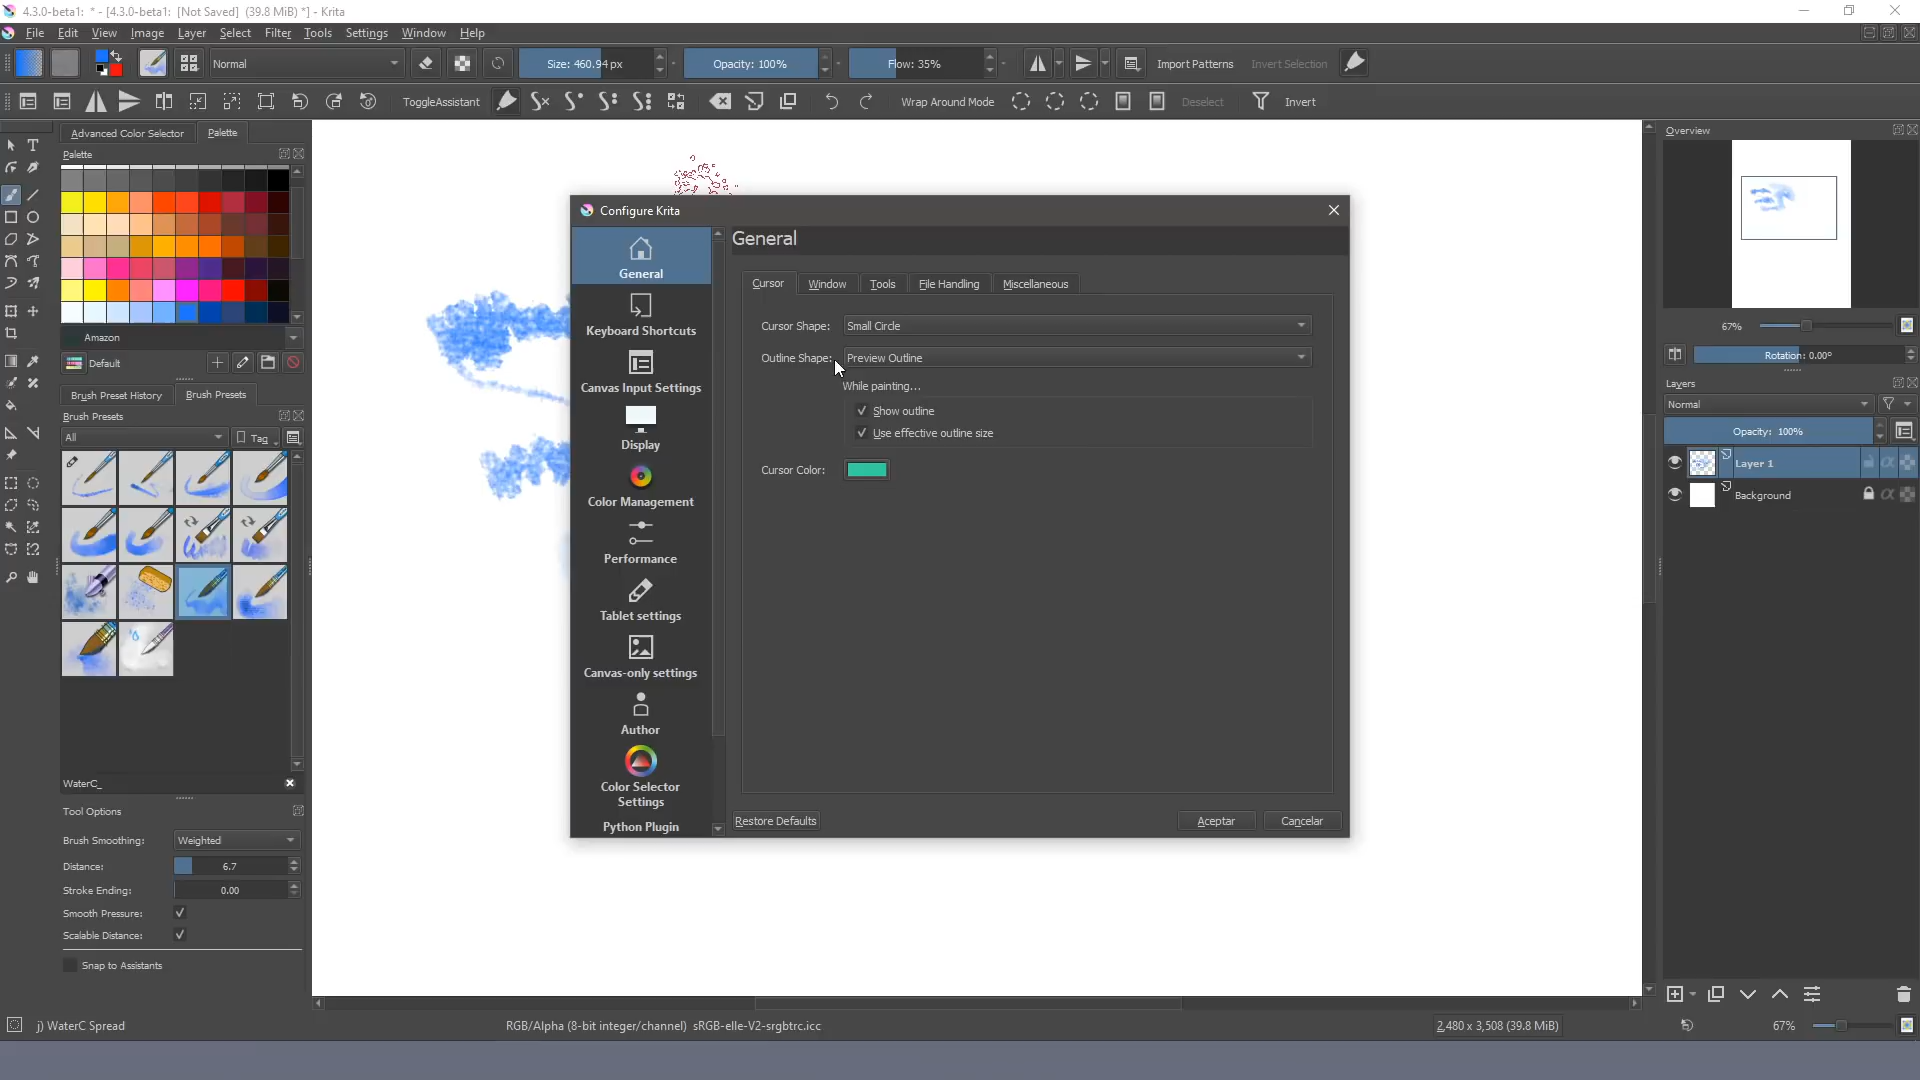 4.3.0-beta1:  * - [4.3.0-beta1:  [Not Saved]  (39.8 MiB) *] - Krita
File Edit View Image Layer Select Filter Tools Settings Window Help
Normal Size: 460.94 px Opacity: 100% Flow: 35% Import Patterns Invert Selection
ToggleAssistant Wrap Around Mode Deselect Invert
Advanced Color Selector Palette
Palette
Amazon
Default
Brush Preset History Brush Presets
Brush Presets
All Tag
WaterC_
Tool Options
Brush Smoothing: Weighted
Distance: 6.7
Stroke Ending: 0.00
Smooth Pressure:
Scalable Distance:
Snap to Assistants
Configure Krita
General
Keyboard Shortcuts
Canvas Input Settings
Display
Color Management
Performance
Tablet settings
Canvas-only settings
Author
Color Selector
Settings
Python Plugin
General
Cursor Window Tools File Handling Miscellaneous
Cursor Shape: Small Circle
Outline Shape: Preview Outline
While painting...
Show outline
Use effective outline size
Cursor Color:
Restore Defaults Aceptar Cancelar
Overview
67%
Rotation: 0.00°
Layers
Normal
Opacity: 100%
Layer 1
Background
j) WaterC Spread RGB/Alpha (8-bit integer/channel)  sRGB-elle-V2-srgbtrc.icc 2,480 x 3,508 (39.8 MiB) 67%